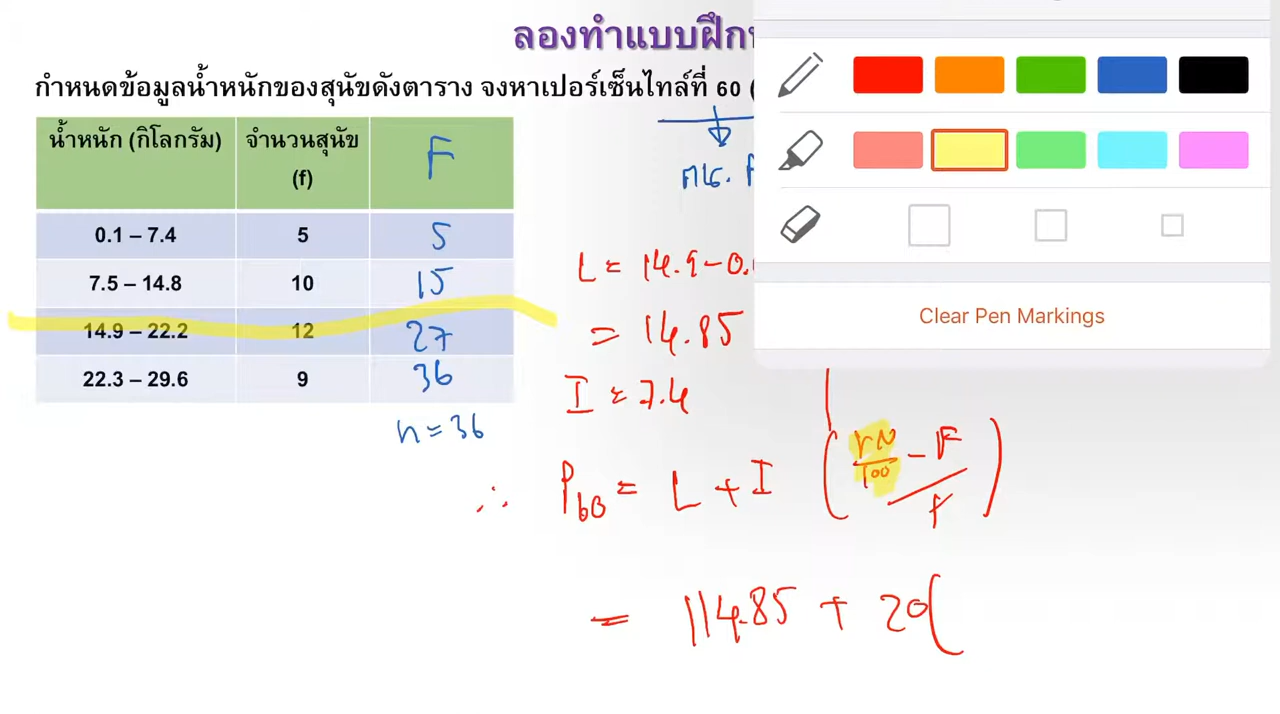 ลองทำแบบฝึก
กำหนดข้อมูลน้ำหนักของสุนัขดังตาราง จงหาเปอร์เซ็นไทล์ที่ 60 (
น้ำหนัก (กิโลกรัม) จำนวนสุนัข (f) F
0.1 – 7.4 5 5
7.5 – 14.8 10 15
14.9 – 22.2 12 27
22.3 – 29.6 9 36
n = 36
L = 14.9 – 0.
= 14.85
I = 7.4
∴ P60 = L + I ( rN/100 – F / f )
= 114.85 + 20(
Clear Pen Markings